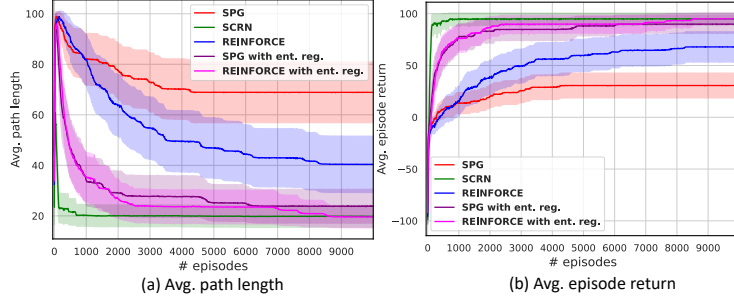 Avg. path length
100
80
60
40
20
0
1000
2000
3000
4000
5000
6000
7000
8000
9000
# episodes
SPG
SCRN
REINFORCE
SPG with ent. reg.
REINFORCE with ent. reg.
(a) Avg. path length
Avg. episode return
100
50
0
−50
−100
0
1000
2000
3000
4000
5000
6000
7000
8000
9000
# episodes
SPG
SCRN
REINFORCE
SPG with ent. reg.
REINFORCE with ent. reg.
(b) Avg. episode return